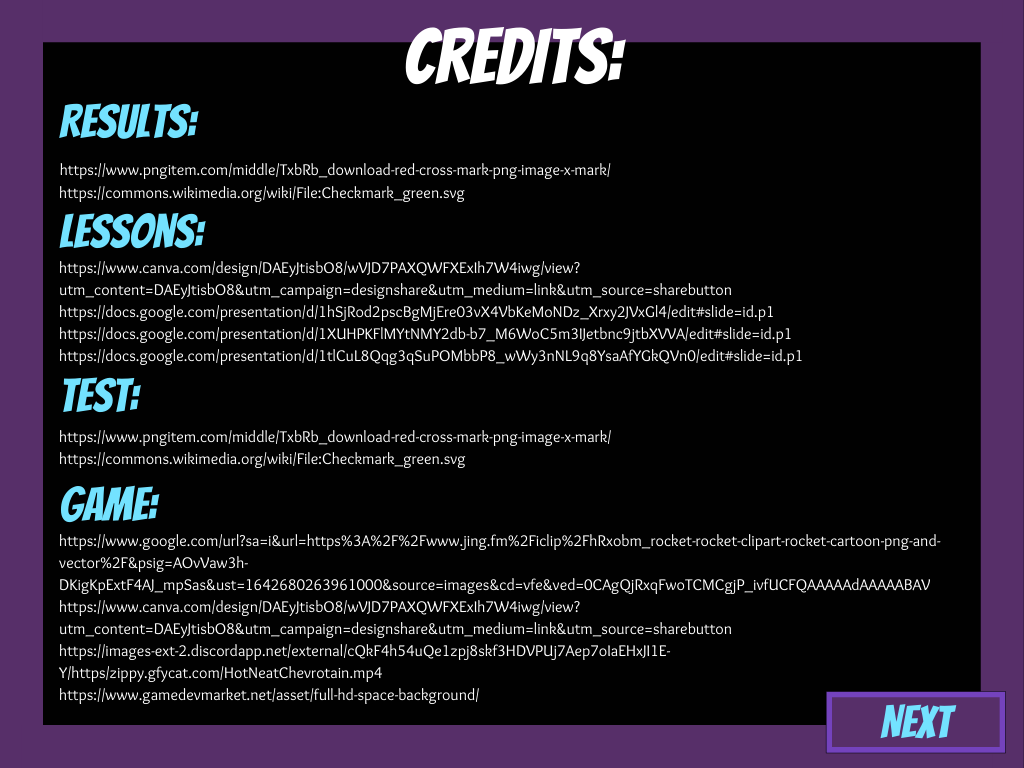 CREDITS:
RESULTS:
https://www.pngitem.com/middle/TxbRb_download-red-cross-mark-png-image-x-mark/
https://commons.wikimedia.org/wiki/File:Checkmark_green.svg
LESSONS:
https://www.canva.com/design/DAEyJtisbO8/wVJD7PAXQWFXExIh7W4iwg/view?
utm_content=DAEyJtisbO8&utm_campaign=designshare&utm_medium=link&utm_source=sharebutton
https://docs.google.com/presentation/d/1hSjRod2pscBgMjEre03vX4VbKeMoNDz_Xrxy2JVxGl4/edit#slide=id.p1
https://docs.google.com/presentation/d/1XUHPKFlMYtNMY2db-b7_M6WoC5m3IJetbnc9jtbXVVA/edit#slide=id.p1
https://docs.google.com/presentation/d/1tlCuL8Qqg3qSuPOMbbP8_wWy3nNL9q8YsaAfYGkQVn0/edit#slide=id.p1
TEST:
https://www.pngitem.com/middle/TxbRb_download-red-cross-mark-png-image-x-mark/
https://commons.wikimedia.org/wiki/File:Checkmark_green.svg
GAME:
https://www.google.com/url?sa=i&url=https%3A%2F%2Fwww.jing.fm%2Ficlip%2FhRxobm_rocket-rocket-clipart-rocket-cartoon-png-and-
vector%2F&psig=AOvVaw3h-
DKigKpExtF4AJ_mpSas&ust=1642680263961000&source=images&cd=vfe&ved=0CAgQjRxqFwoTCMCgjP_ivfUCFQAAAAAdAAAAABAV
https://www.canva.com/design/DAEyJtisbO8/wVJD7PAXQWFXExIh7W4iwg/view?
utm_content=DAEyJtisbO8&utm_campaign=designshare&utm_medium=link&utm_source=sharebutton
https://images-ext-2.discordapp.net/external/cQkF4h54uQe1zpj8skf3HDVPUj7Aep7oIaEHxJI1E-
Y/https/zippy.gfycat.com/HotNeatChevrotain.mp4
https://www.gamedevmarket.net/asset/full-hd-space-background/
NEXT